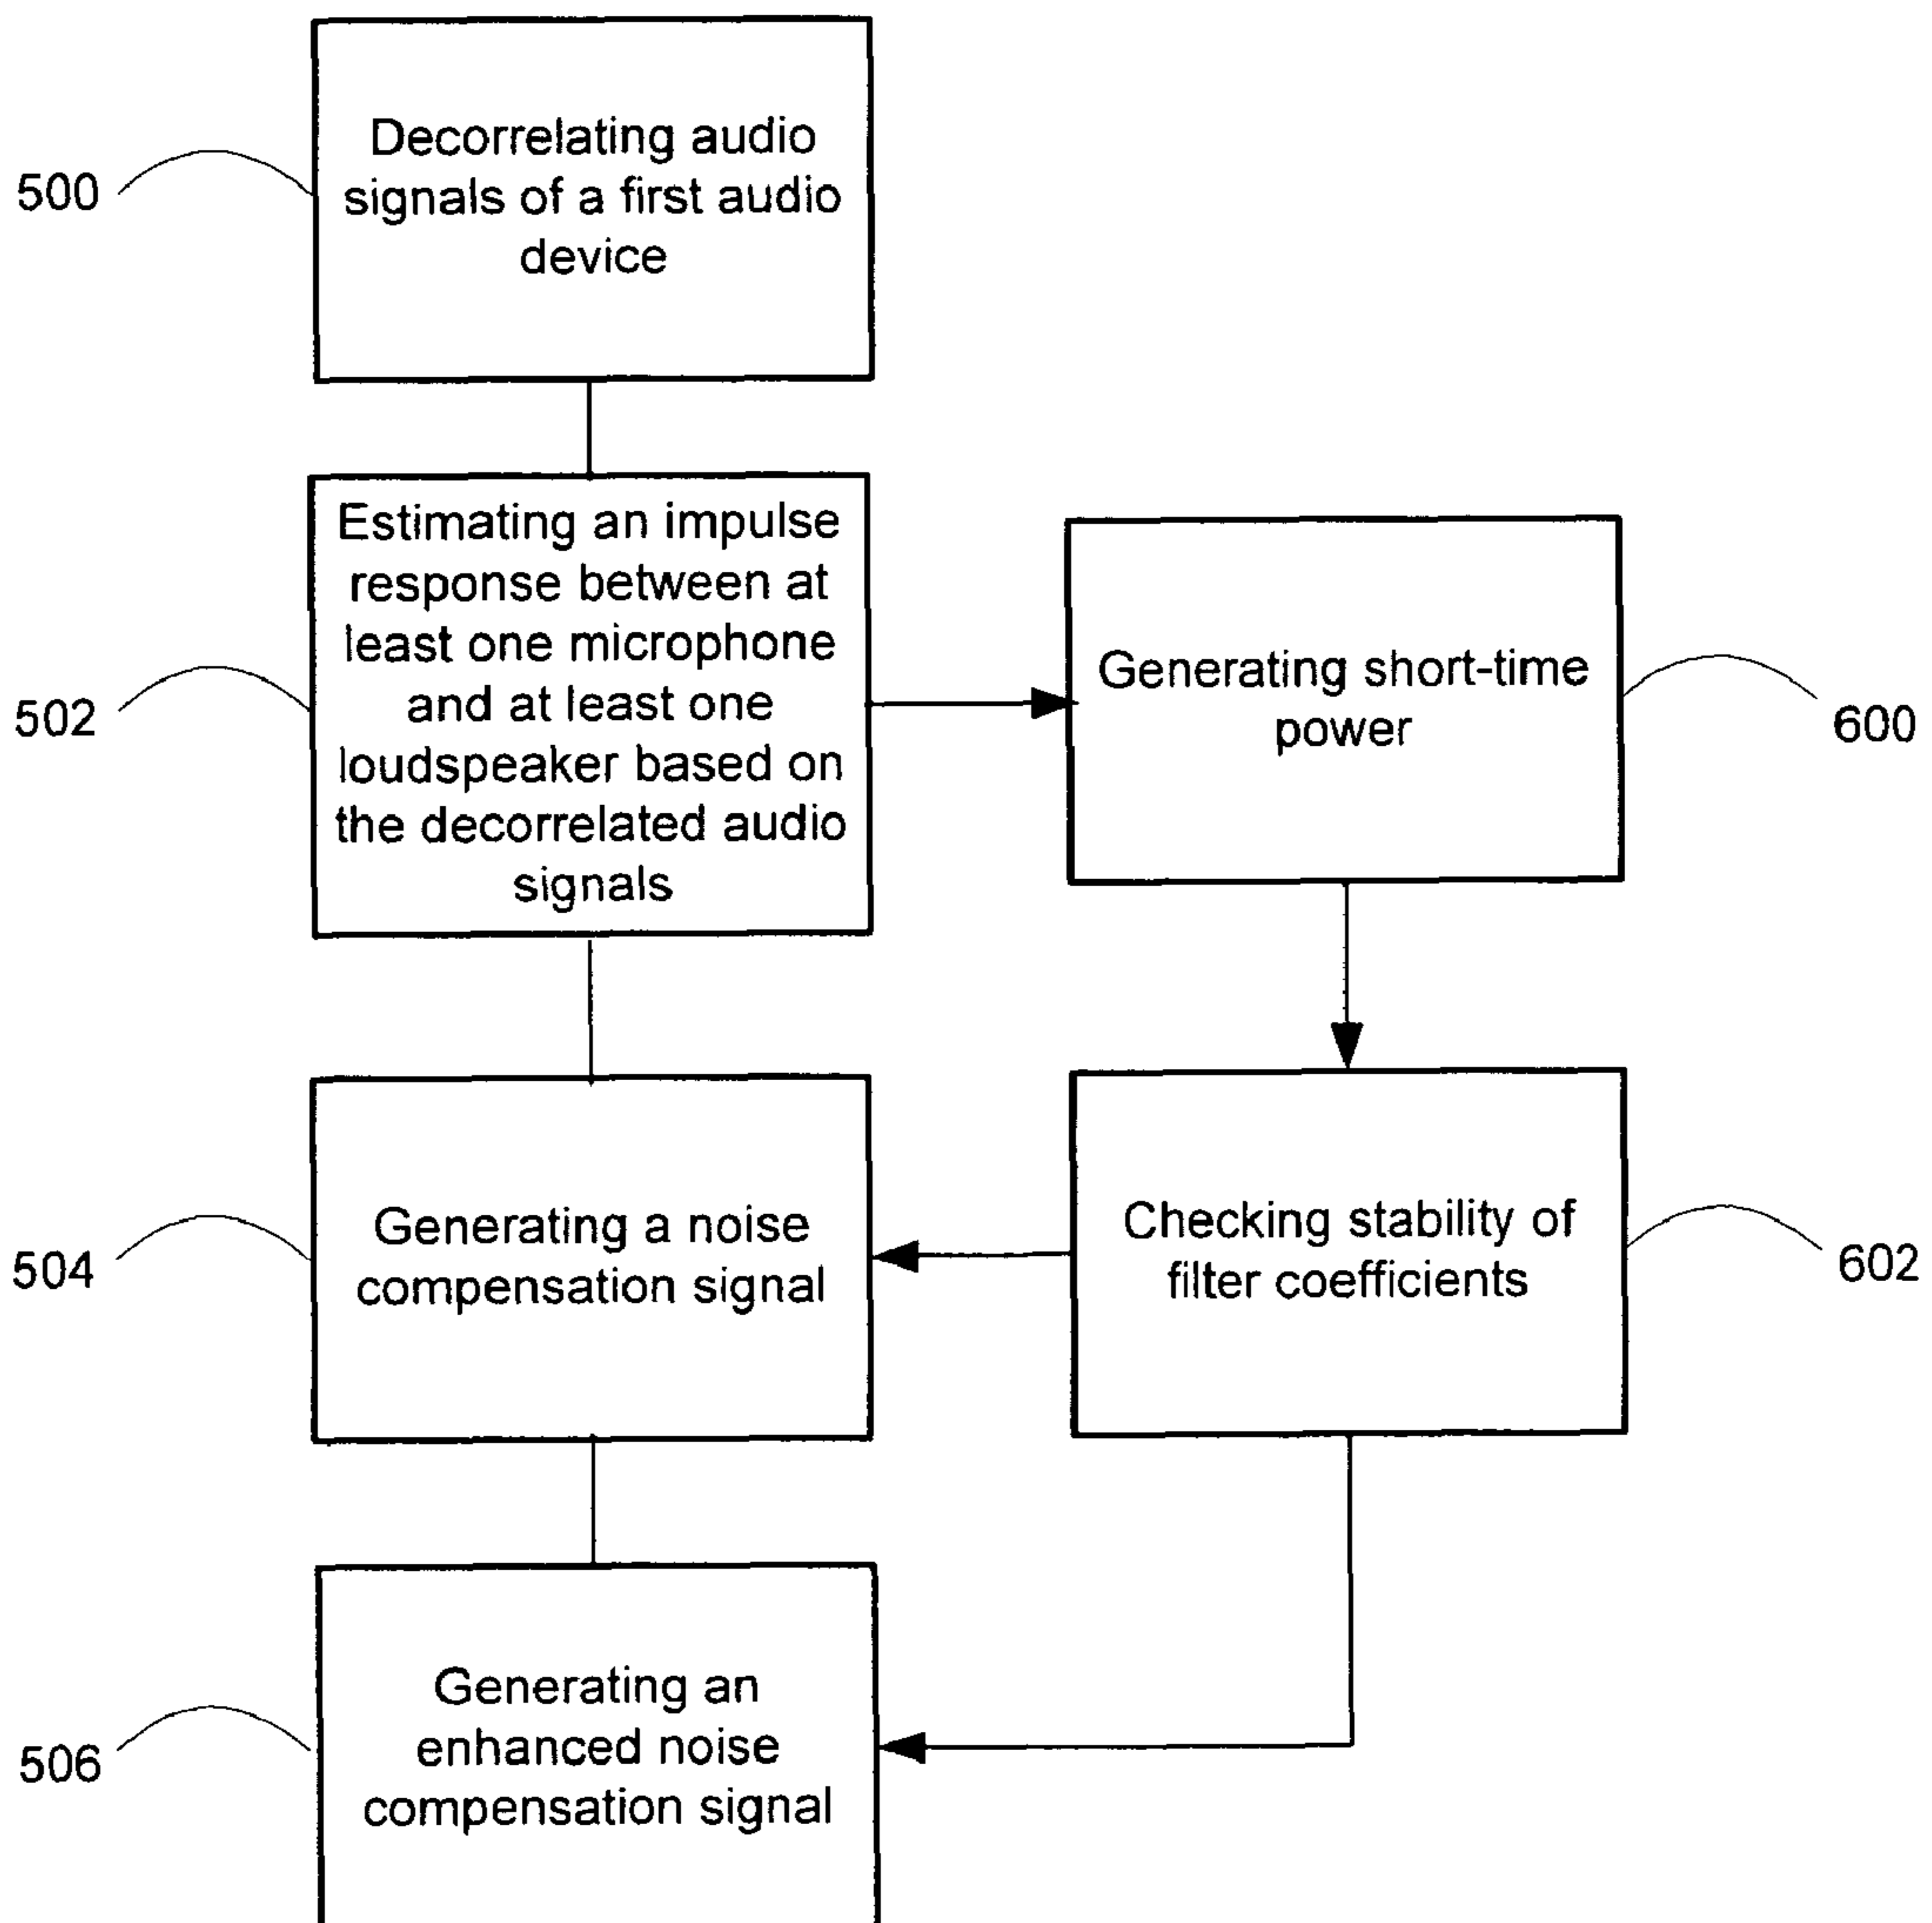 Decorrelating audio
signals of a first audio
device
500
Estimating an impulse
response between at
least one microphone
and at least one
loudspeaker based on
the decorrelated audio
signals
502
Generating short-time
power
600
Generating a noise
compensation signal
504
Checking stability of
filter coefficients
602
Generating an
enhanced noise
compensation signal
506